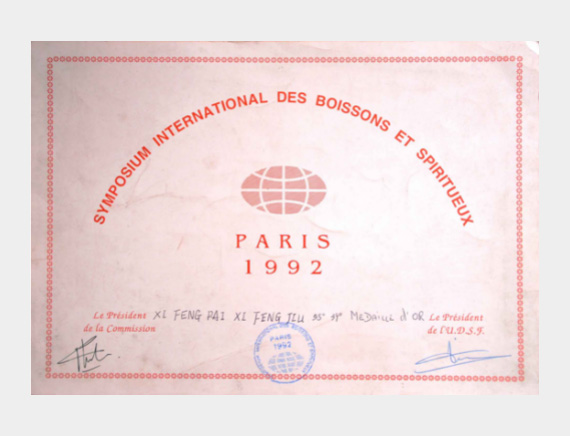 SYMPOSIUM INTERNATIONAL DES BOISSONS ET SPIRITUEUX
PARIS
1992
Le Président XI FENG PAI XI FENG JIU 55° 39° MEDAILLE d'OR Le Président
de la Commission de l'U.D.S.F.
PARIS
1992